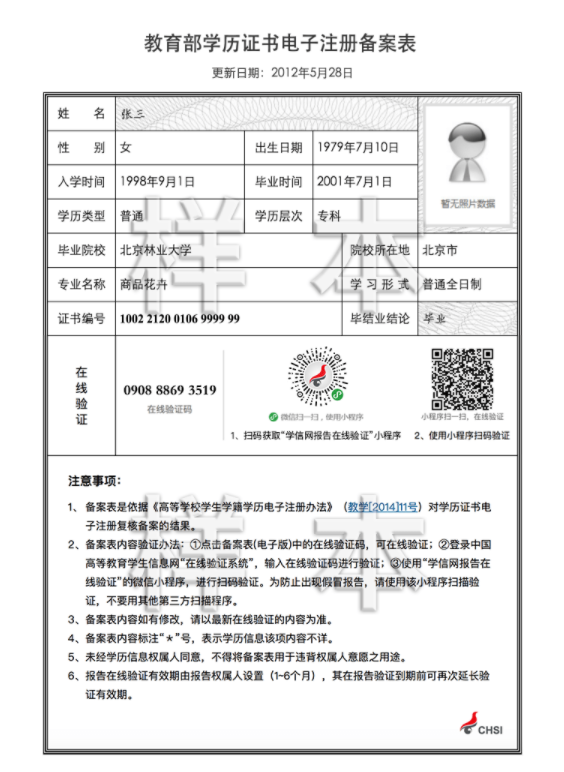 教育部学历证书电子注册备案表
更新日期：2012年5月28日
姓 名 张三
性 别 女 出生日期 1979年7月10日
入学时间 1998年9月1日 毕业时间 2001年7月1日
暂无照片数据
学历类型 普通 学历层次 专科
毕业院校 北京林业大学 院校所在地 北京市
专业名称 商品花卉 学习形式 普通全日制
证书编号 1002 2120 0106 9999 99 毕结业结论 毕业
样本
在线验证
0908 8869 3519
在线验证码
微信扫一扫，使用小程序
小程序扫一扫，在线验证
1、扫码获取“学信网报告在线验证”小程序 2、使用小程序扫码验证
注意事项：
1、备案表是依据《高等学校学生学籍学历电子注册办法》（教学[2014]11号）对学历证书电
子注册复核备案的结果。
2、备案表内容验证办法：①点击备案表(电子版)中的在线验证码，可在线验证；②登录中国
高等教育学生信息网“在线验证系统”，输入在线验证码进行验证；③使用“学信网报告在
线验证”的微信小程序，进行扫码验证。为防止出现假冒报告，请使用该小程序扫描验
证，不要用其他第三方扫描程序。
3、备案表内容如有修改，请以最新在线验证的内容为准。
4、备案表内容标注“*”号，表示学历信息该项内容不详。
5、未经学历信息权属人同意，不得将备案表用于违背权属人意愿之用途。
6、报告在线验证有效期由报告权属人设置（1~6个月），其在报告验证到期前可再次延长验
证有效期。
样本
CHSI